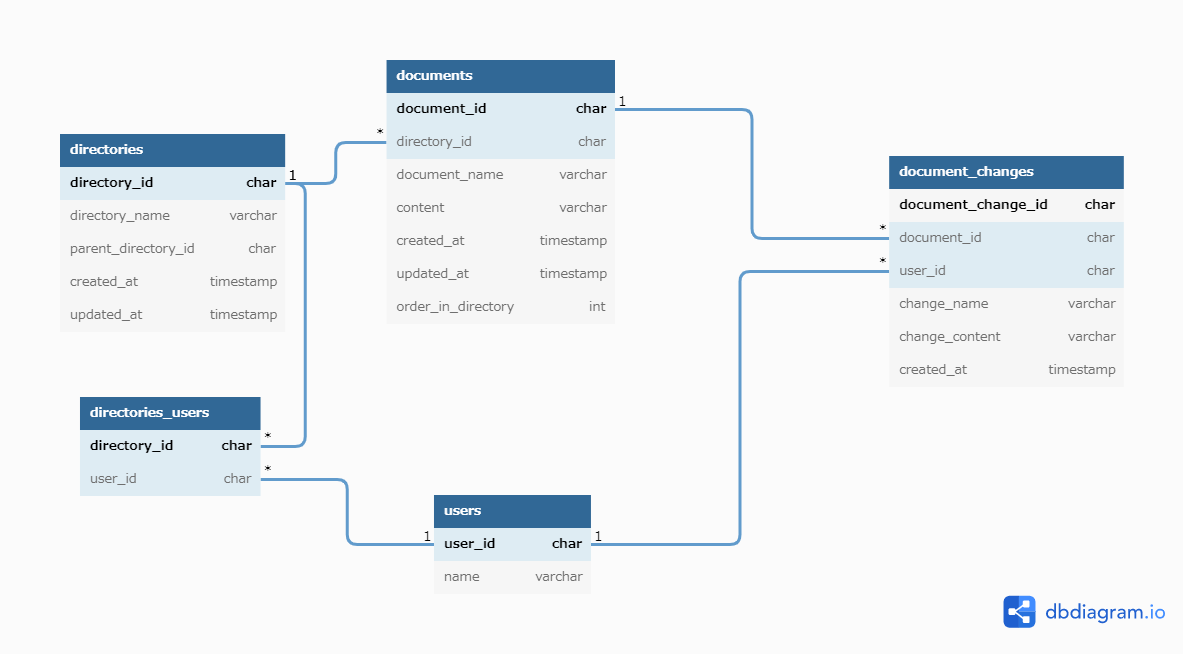 documents
document_id char
directory_id char
document_name varchar
content varchar
created_at timestamp
updated_at timestamp
order_in_directory int
directories
directory_id char
directory_name varchar
parent_directory_id char
created_at timestamp
updated_at timestamp
document_changes
document_change_id char
document_id char
user_id char
change_name varchar
change_content varchar
created_at timestamp
directories_users
directory_id char
user_id char
users
user_id char
name varchar
1
*
1
*
*
*
*
1
1
dbdiagram.io